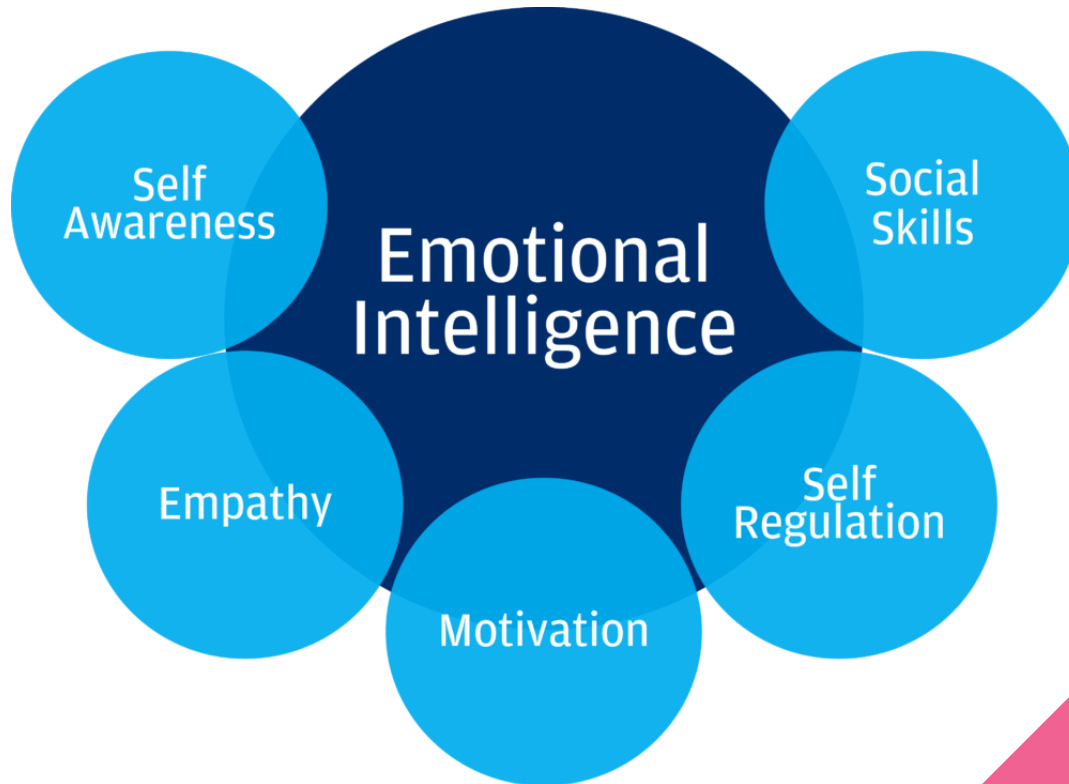 Self
Awareness
Social
Skills
Emotional
Intelligence
Empathy
Self
Regulation
Motivation